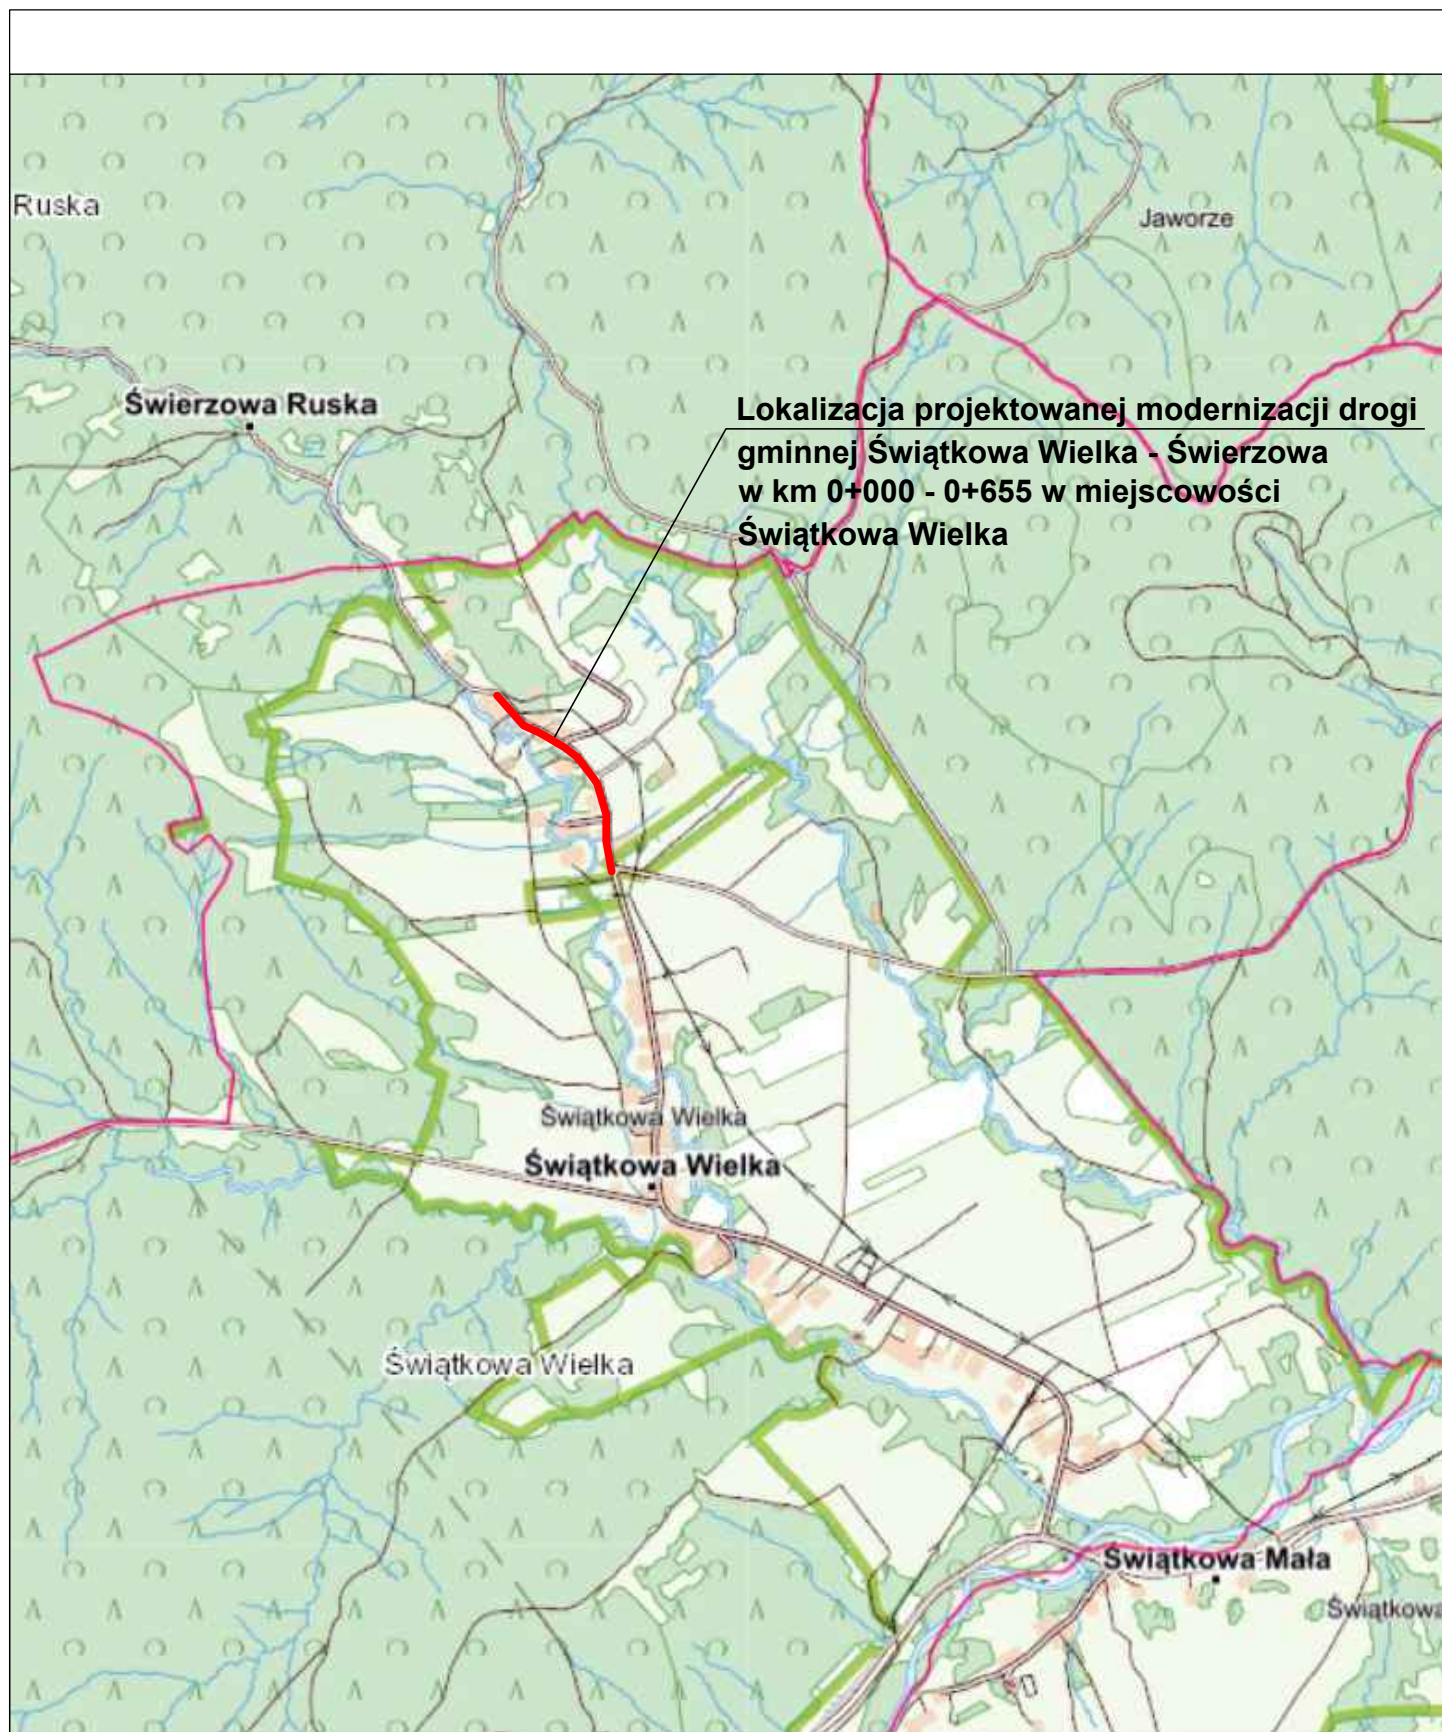 Ruska
Jaworze
Świerzowa Ruska
Lokalizacja projektowanej modernizacji drogi
gminnej Świątkowa Wielka - Świerzowa
w km 0+000 - 0+655 w miejscowości
Świątkowa Wielka
Świątkowa Wielka
Świątkowa Wielka
Świątkowa Wielka
Świątkowa Mała
Świątkowa